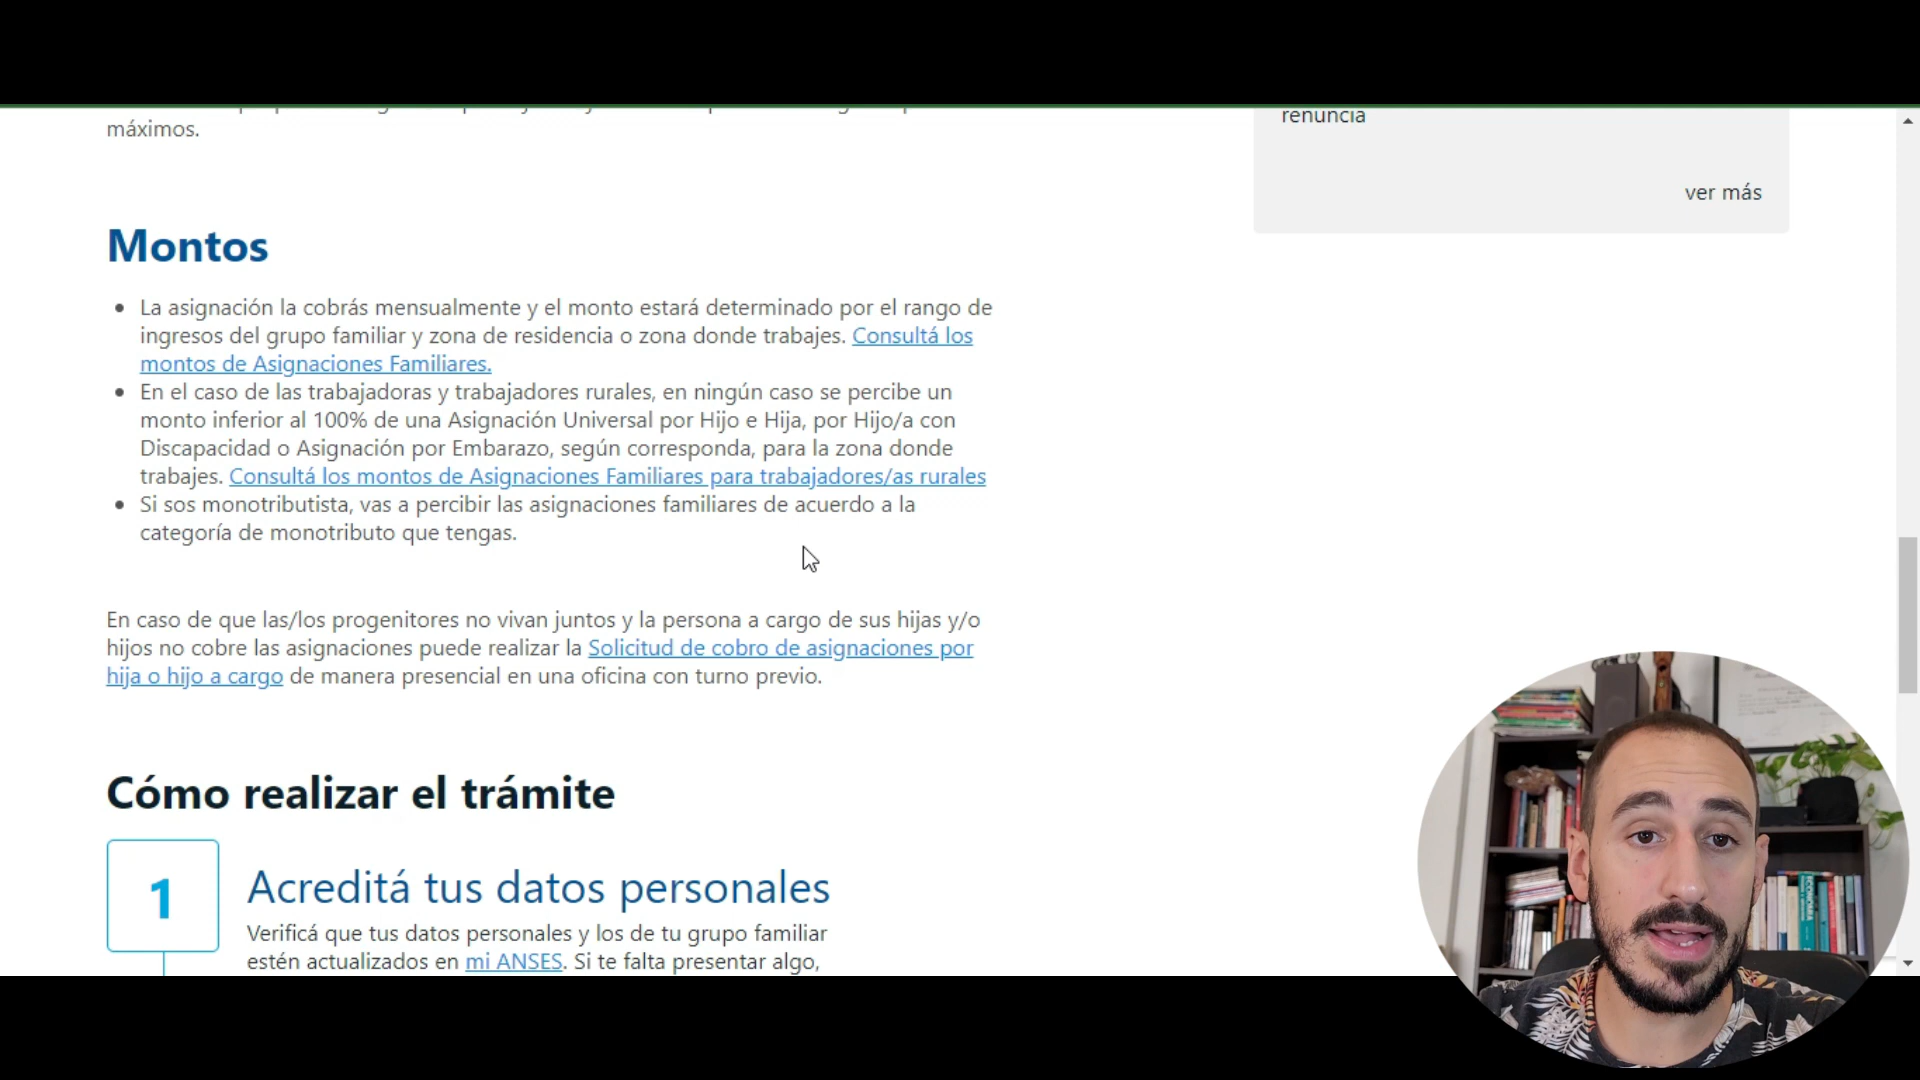 máximos.
renuncia
ver más
Montos
La asignación la cobrás mensualmente y el monto estará determinado por el rango de
ingresos del grupo familiar y zona de residencia o zona donde trabajes. Consultá los
montos de Asignaciones Familiares.
En el caso de las trabajadoras y trabajadores rurales, en ningún caso se percibe un
monto inferior al 100% de una Asignación Universal por Hijo e Hija, por Hijo/a con
Discapacidad o Asignación por Embarazo, según corresponda, para la zona donde
trabajes. Consultá los montos de Asignaciones Familiares para trabajadores/as rurales
Si sos monotributista, vas a percibir las asignaciones familiares de acuerdo a la
categoría de monotributo que tengas.
En caso de que las/los progenitores no vivan juntos y la persona a cargo de sus hijas y/o
hijos no cobre las asignaciones puede realizar la Solicitud de cobro de asignaciones por
hija o hijo a cargo de manera presencial en una oficina con turno previo.
Cómo realizar el trámite
1
Acreditá tus datos personales
Verificá que tus datos personales y los de tu grupo familiar
estén actualizados en mi ANSES. Si te falta presentar algo,